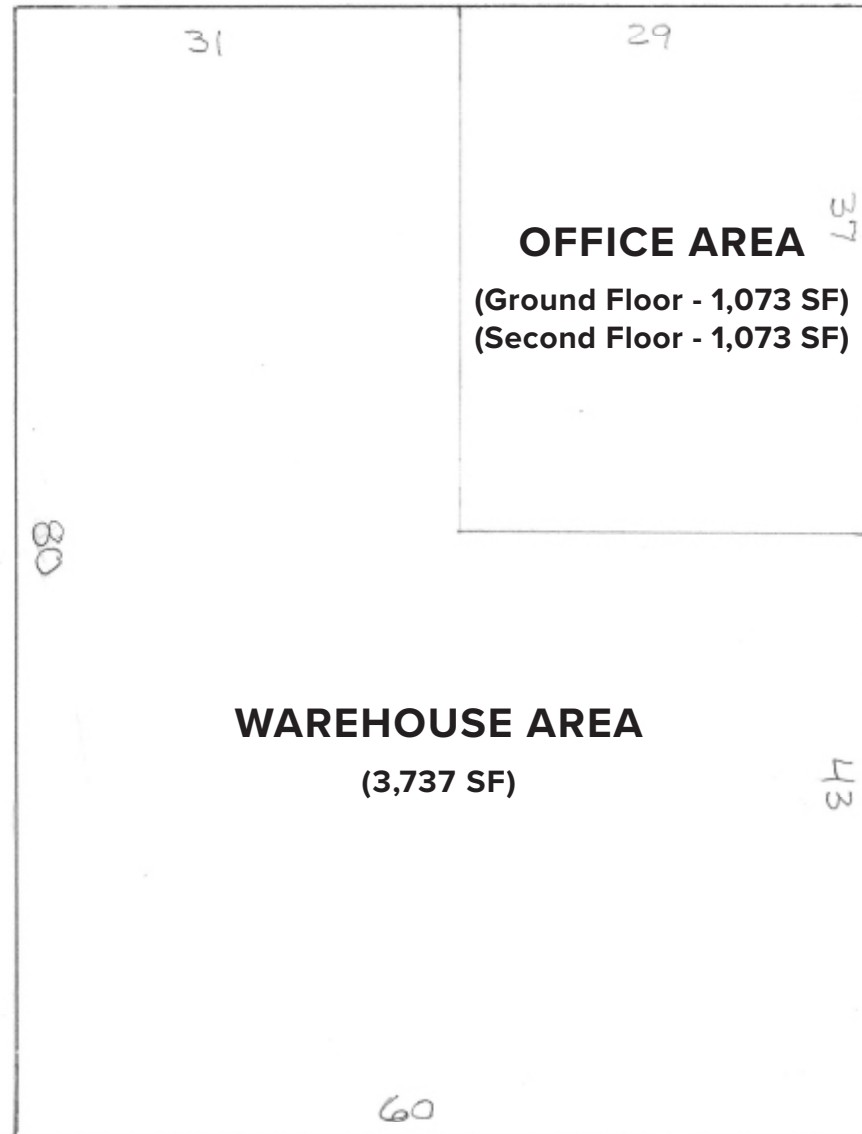 31
29
37
OFFICE AREA
(Ground Floor - 1,073 SF)
(Second Floor - 1,073 SF)
80
WAREHOUSE AREA
(3,737 SF)
43
60